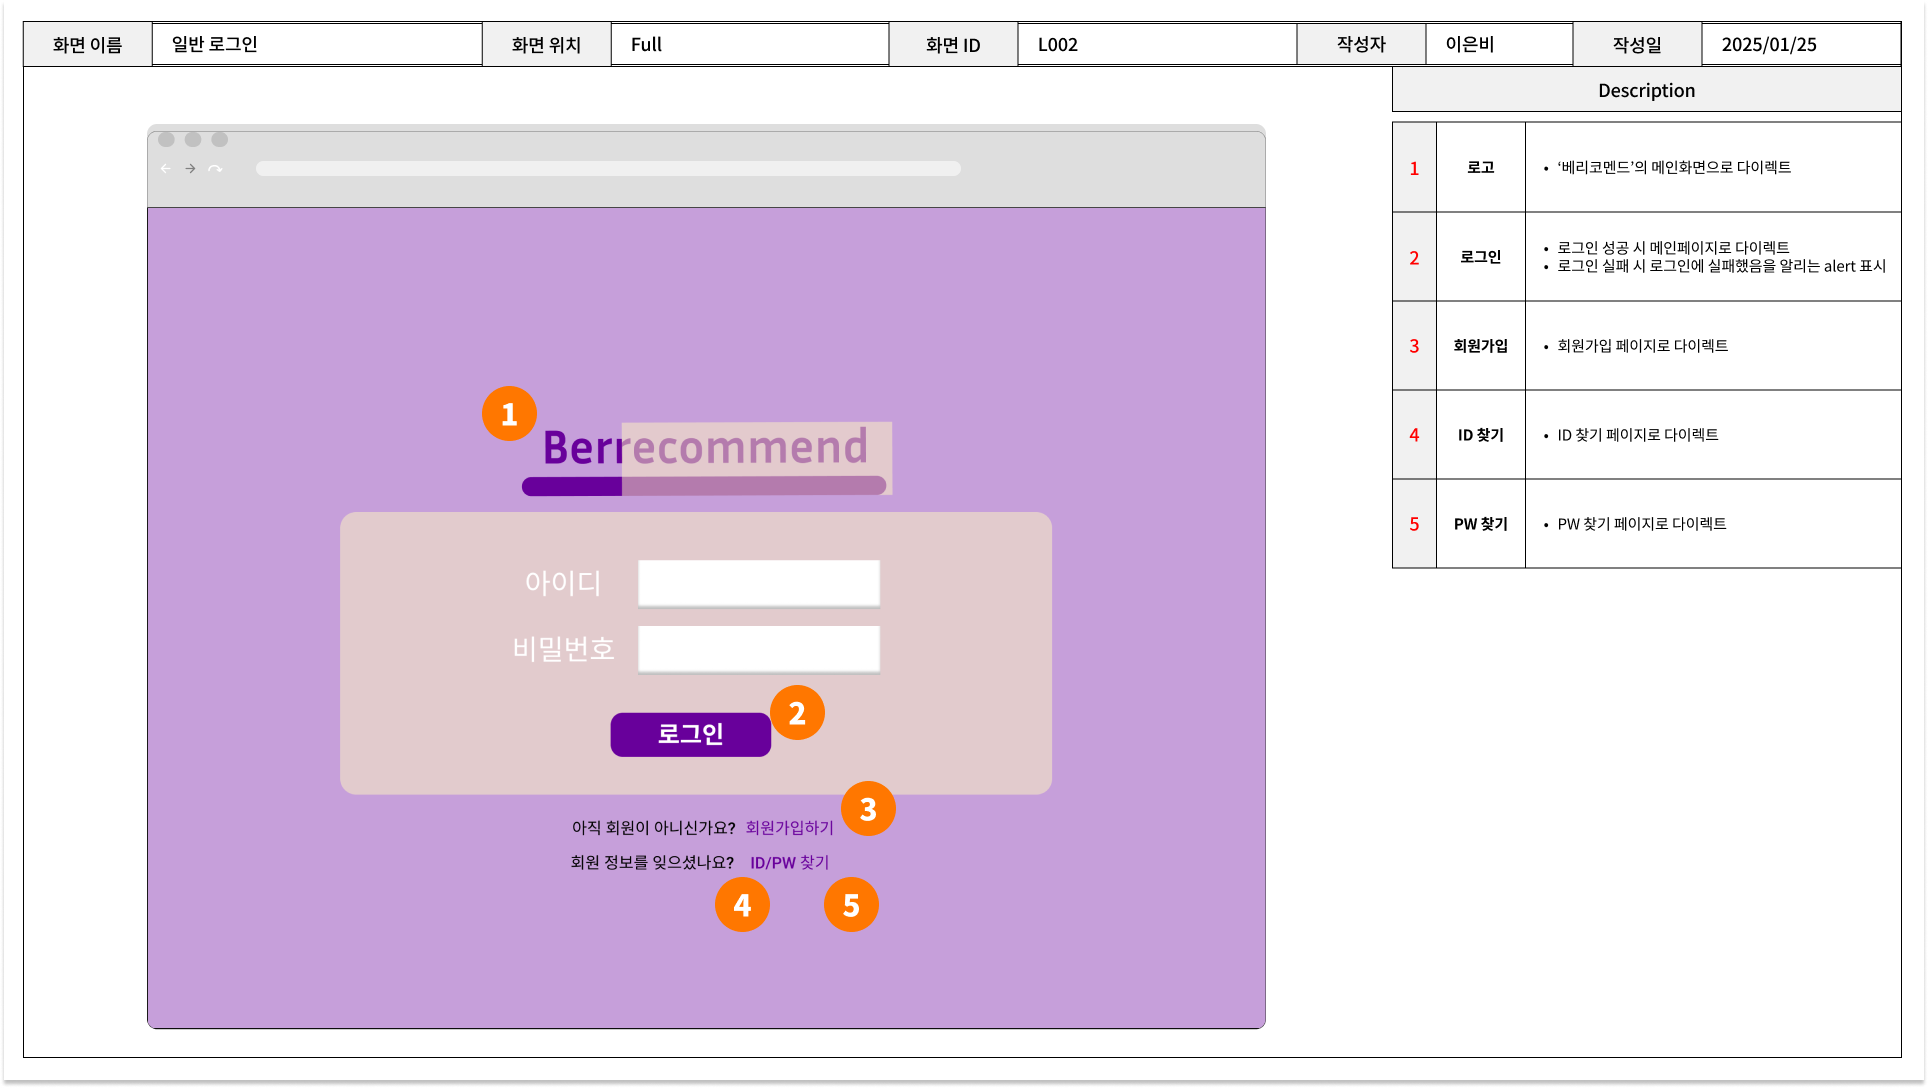 화면 이름 일반 로그인 화면 위치 Full 화면 ID L002 작성자 이은비 작성일 2025/01/25
Description
1 로고 • ‘베리코멘드’의 메인화면으로 다이렉트
2 로그인 • 로그인 성공 시 메인페이지로 다이렉트
• 로그인 실패 시 로그인에 실패했음을 알리는 alert 표시
3 회원가입 • 회원가입 페이지로 다이렉트
4 ID 찾기 • ID 찾기 페이지로 다이렉트
5 PW 찾기 • PW 찾기 페이지로 다이렉트
1
Berrecommend
아이디
비밀번호
2
로그인
3
아직 회원이 아니신가요? 회원가입하기
회원 정보를 잊으셨나요? ID/PW 찾기
4 5